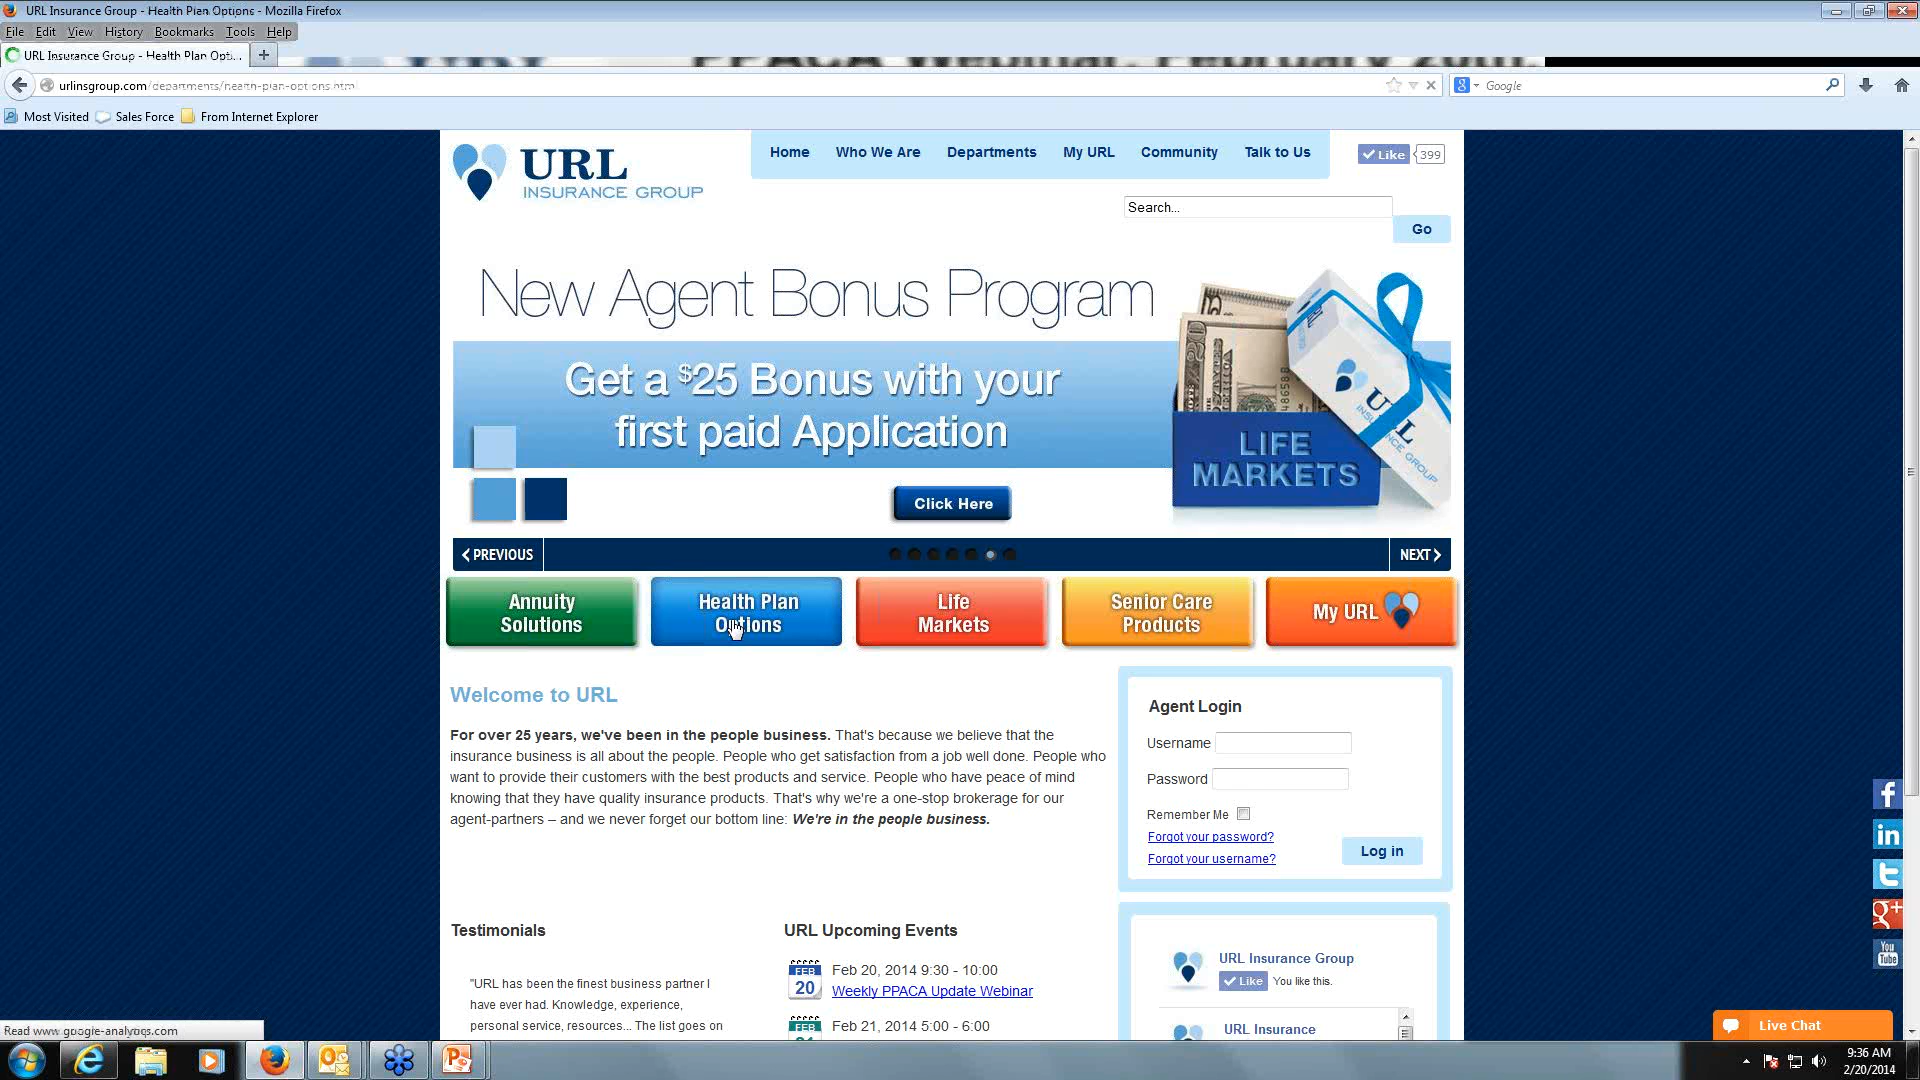 URL Insurance Group - Health Plan Options - Mozilla Firefox
File Edit View History Bookmarks Tools Help
URL Insurance Group - Health Plan Opt...
urlinsgroup.com/departments/health-plan-options.htm
Google
Most Visited Sales Force From Internet Explorer
URL
INSURANCE GROUP
Home Who We Are Departments My URL Community Talk to Us
Like 399
Search...
Go
New Agent Bonus Program
Get a $25 Bonus with your
first paid Application
LIFE
MARKETS
Click Here
PREVIOUS
NEXT
Annuity
Solutions
Health Plan
Options
Life
Markets
Senior Care
Products
My URL
Welcome to URL
For over 25 years, we've been in the people business. That's because we believe that the
insurance business is all about the people. People who get satisfaction from a job well done. People who
want to provide their customers with the best products and service. People who have peace of mind
knowing that they have quality insurance products. That's why we're a one-stop brokerage for our
agent-partners – and we never forget our bottom line: We're in the people business.
Agent Login
Username
Password
Remember Me
Forgot your password?
Forgot your username?
Log in
Testimonials
"URL has been the finest business partner I
have ever had. Knowledge, experience,
personal service, resources... The list goes on
URL Upcoming Events
FEB
20
Feb 20, 2014 9:30 - 10:00
Weekly PPACA Update Webinar
FEB
Feb 21, 2014 5:00 - 6:00
URL Insurance Group
Like You like this.
URL Insurance
Live Chat
Read www.google-analytics.com
9:36 AM
2/20/2014